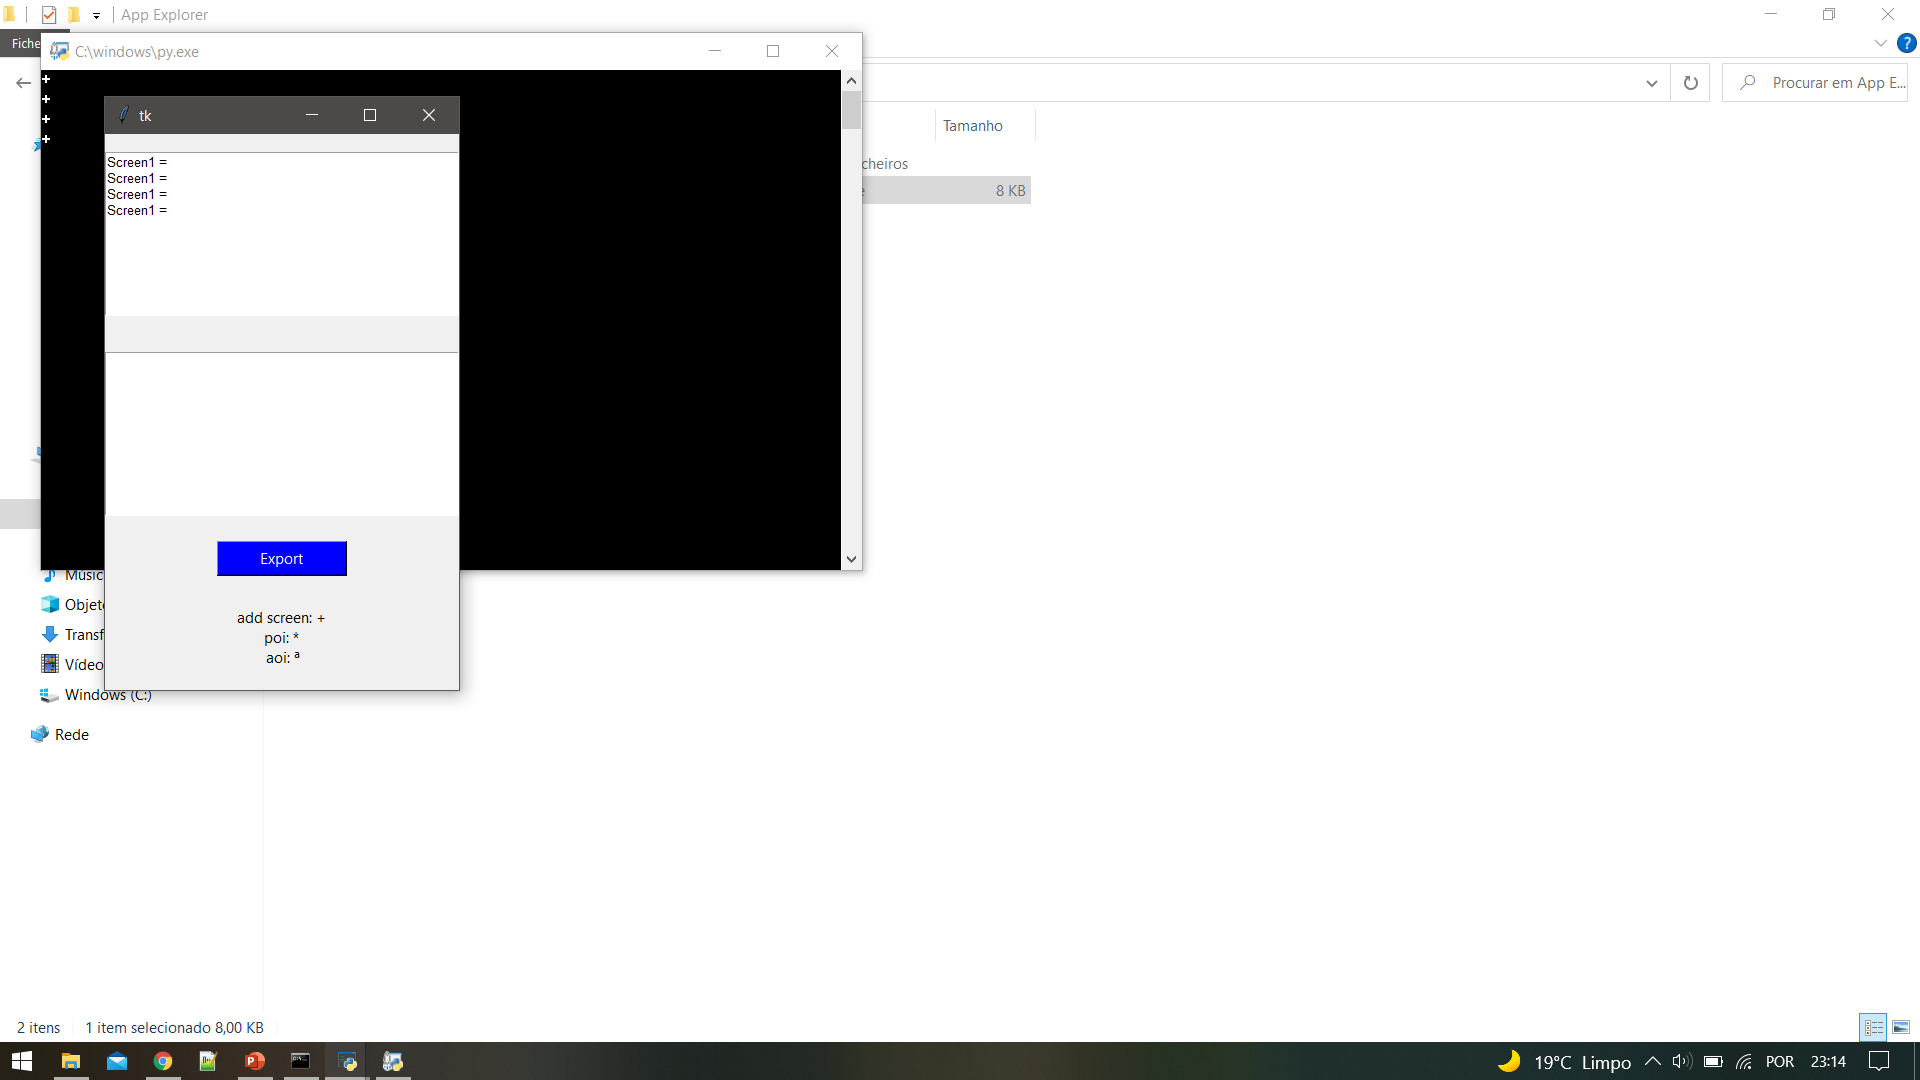 App Explorer
Fiche
C:\windows\py.exe
?
Procurar em App E...
+
+
+
+
tk
Tamanho
cheiros
8 KB
Screen1 =
Screen1 =
Screen1 =
Screen1 =
Export
add screen: +
poi: *
aoi: ª
Músic
Objet
Transf
Vídeo
Windows (C:)
Rede
2 itens
1 item selecionado 8,00 KB
19°C Limpo
POR
23:14